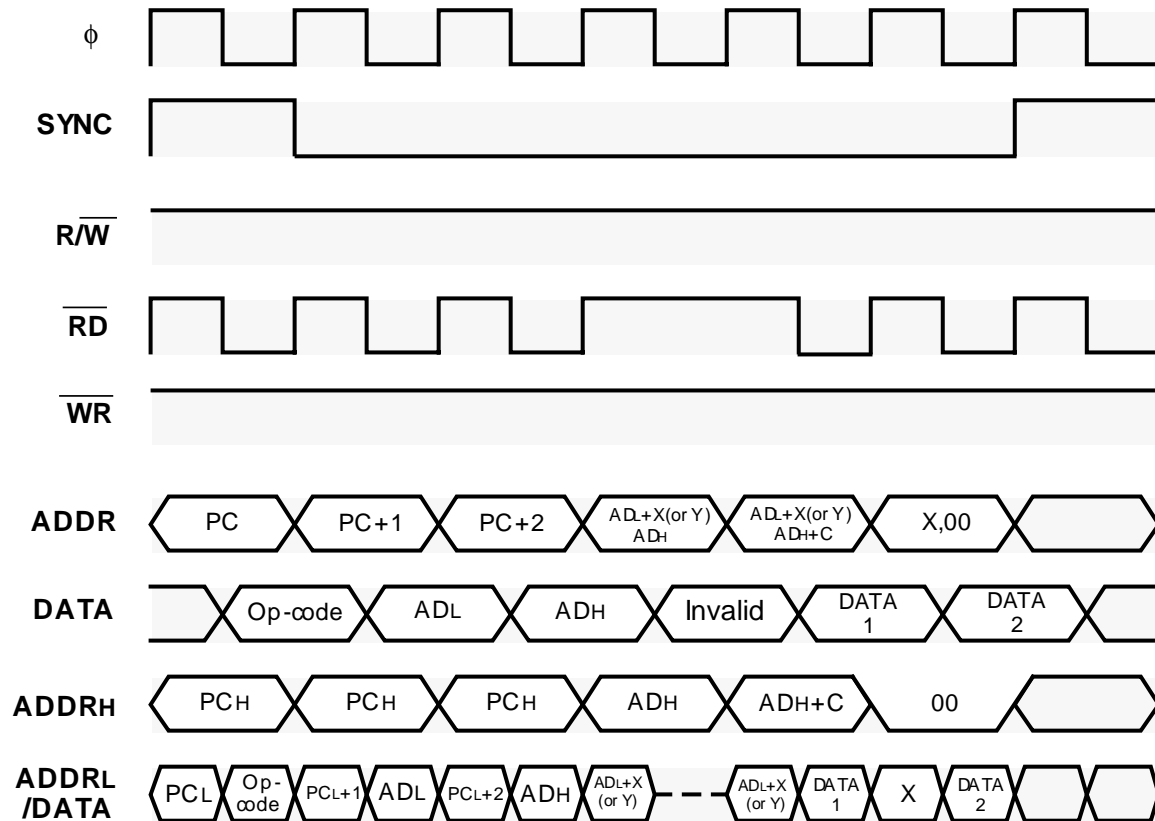 ϕ
SYNC
R/W̅
R̅D̅
W̅R̅
ADDR
PC
PC+1
PC+2
ADL+X(or Y)
ADH
ADL+X(or Y)
ADH+C
X,00
DATA
Op-code
ADL
ADH
Invalid
DATA
1
DATA
2
ADDRH
PCH
PCH
PCH
ADH
ADH+C
00
ADDRL
/DATA
PCL
Op-
code
PCL+1
ADL
PCL+2
ADH
ADL+X
(or Y)
ADL+X
(or Y)
DATA
1
X
DATA
2